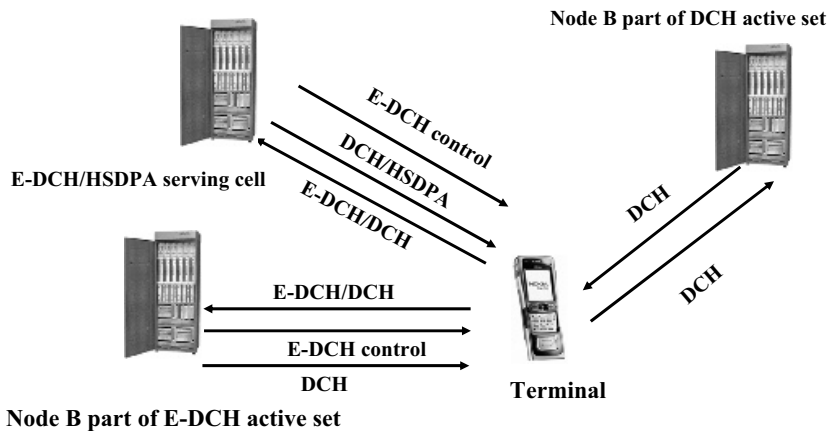 Node B part of DCH active set
E-DCH control
DCH/HSDPA
E-DCH/DCH
E-DCH/HSDPA serving cell
DCH
DCH
E-DCH/DCH
E-DCH control
DCH
NOKIA
Terminal
Node B part of E-DCH active set